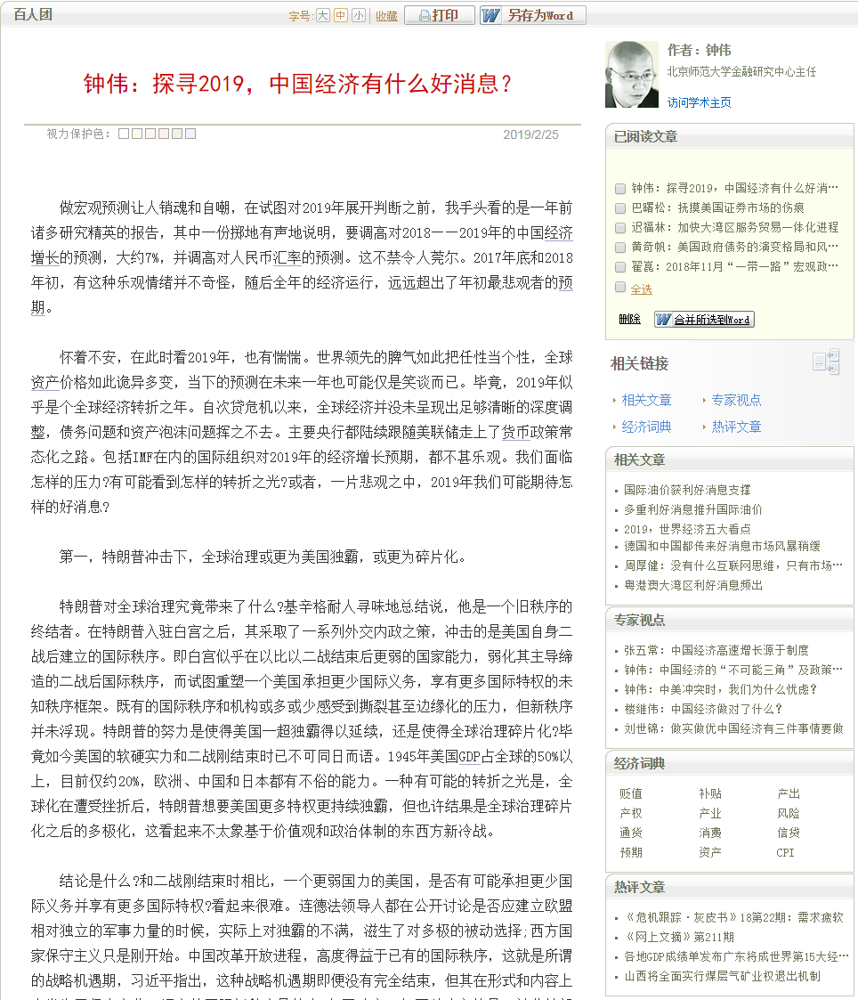 百人团
字号:大 中 小 收藏 打印 另存为Word
钟伟：探寻2019，中国经济有什么好消息？
视力保护色：
2019/2/25
做宏观预测让人销魂和自嘲，在试图对2019年展开判断之前，我手头看的是一年前
诸多研究精英的报告，其中一份掷地有声地说明，要调高对2018——2019年的中国经济
增长的预测，大约7%，并调高对人民币汇率的预测。这不禁令人莞尔。2017年底和2018
年初，有这种乐观情绪并不奇怪，随后全年的经济运行，远远超出了年初最悲观者的预
期。
怀着不安，在此时看2019年，也有惴惴。世界领先的脾气如此把任性当个性，全球
资产价格如此诡异多变，当下的预测在未来一年也可能仅是笑谈而已。毕竟，2019年似
乎是个全球经济转折之年。自次贷危机以来，全球经济并没未呈现出足够清晰的深度调
整，债务问题和资产泡沫问题挥之不去。主要央行都陆续跟随美联储走上了货币政策常
态化之路。包括IMF在内的国际组织对2019年的经济增长预期，都不甚乐观。我们面临
怎样的压力?有可能看到怎样的转折之光?或者，一片悲观之中，2019年我们可能期待怎
样的好消息?
第一，特朗普冲击下，全球治理或更为美国独霸，或更为碎片化。
特朗普对全球治理究竟带来了什么?基辛格耐人寻味地总结说，他是一个旧秩序的
终结者。在特朗普入驻白宫之后，其采取了一系列外交内政之策，冲击的是美国自身二
战后建立的国际秩序。即白宫似乎在以比以二战结束后更弱的国家能力，弱化其主导缔
造的二战后国际秩序，而试图重塑一个美国承担更少国际义务，享有更多国际特权的未
知秩序框架。既有的国际秩序和机构或多或少感受到撕裂甚至边缘化的压力，但新秩序
并未浮现。特朗普的努力是使得美国一超独霸得以延续，还是使得全球治理碎片化?毕
竟如今美国的软硬实力和二战刚结束时已不可同日而语。1945年美国GDP占全球的50%以
上，目前仅约20%，欧洲、中国和日本都有不俗的能力。一种有可能的转折之光是，全
球化在遭受挫折后，特朗普想要美国更多特权更持续独霸，但也许结果是全球治理碎片
化之后的多极化，这看起来不太象基于价值观和政治体制的东西方新冷战。
结论是什么?和二战刚结束时相比，一个更弱国力的美国，是否有可能承担更少国
际义务并享有更多国际特权?看起来很难。连德法领导人都在公开讨论是否应建立欧盟
相对独立的军事力量的时候，实际上对独霸的不满，滋生了对多极的被动选择;西方国
家保守主义只是刚开始。中国改革开放进程，高度得益于已有的国际秩序，这就是所谓
的战略机遇期，习近平指出，这种战略机遇期即便没有完全结束，但其在形式和内容上
作者：钟伟
北京师范大学金融研究中心主任
访问学术主页
已阅读文章
钟伟：探寻2019，中国经济有什么好消…
巴曙松：抚摸美国证券市场的伤痕
迟福林：加快大湾区服务贸易一体化进程
黄奇帆：美国政府债务的演变格局和风…
翟崑：2018年11月“一带一路”宏观政…
全选
删除 合并所选到Word
相关链接
相关文章 专家视点
经济词典 热评文章
相关文章
国际油价获利好消息支撑
多重利好消息推升国际油价
2019，世界经济五大看点
德国和中国都传来好消息市场风暴稍缓
周厚健：没有什么互联网思维，只有市场…
粤港澳大湾区利好消息频出
专家视点
张五常：中国经济高速增长源于制度
钟伟：中国经济的“不可能三角”及政策…
钟伟：中美冲突时，我们为什么忧虑？
楼继伟：中国经济做对了什么？
刘世锦：做实做优中国经济有三件事情要做
经济词典
贬值 补贴 产出
产权 产业 风险
通货 消费 信贷
预期 资产 CPI
热评文章
《危机跟踪·灰皮书》18第22期：需求疲软
《网上文摘》第211期
各地GDP成绩单发布广东将成世界第15大经…
山西将全面实行煤层气矿业权退出机制